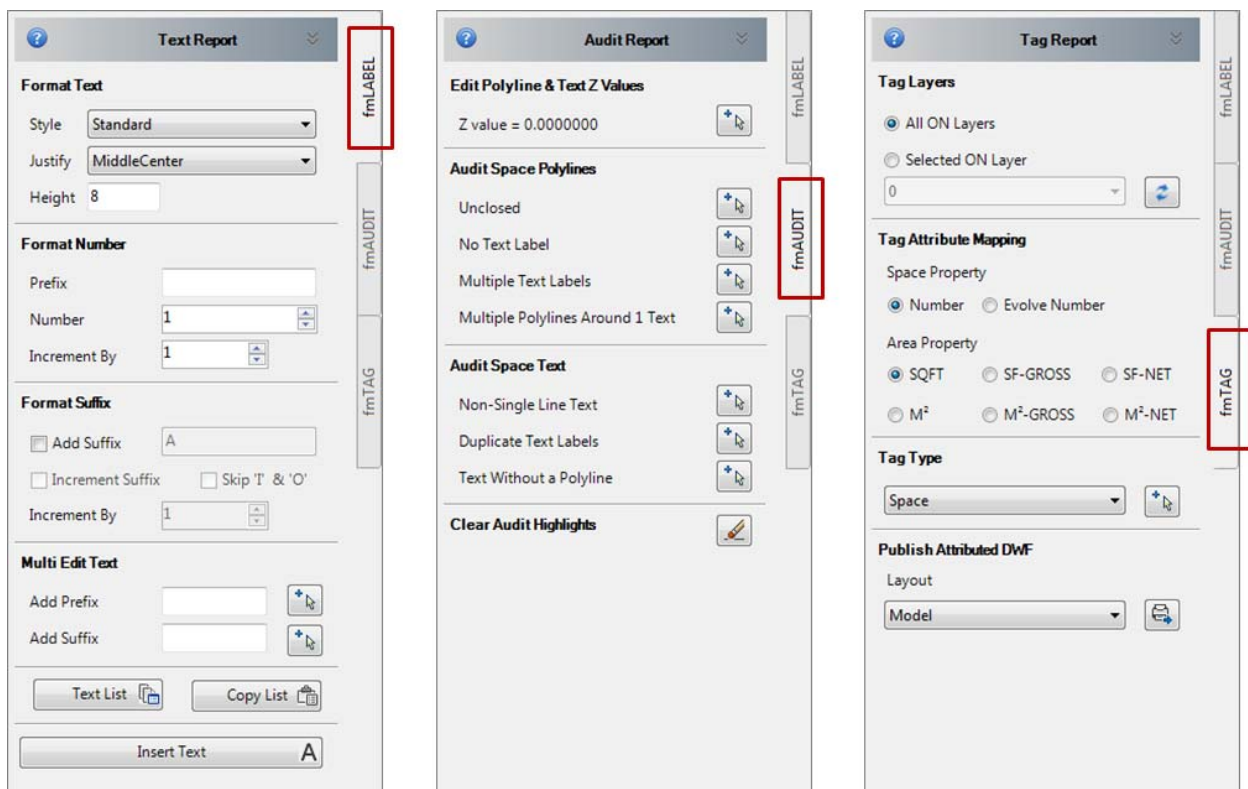 Text Report
Format Text
Style Standard
Justify MiddleCenter
Height 8
Format Number
Prefix
Number 1
Increment By 1
Format Suffix
Add Suffix A
Increment Suffix Skip 'I' & 'O'
Increment By 1
Multi Edit Text
Add Prefix
Add Suffix
Text List Copy List
Insert Text A
fmLABEL
fmAUDIT
fmTAG
Audit Report
Edit Polyline & Text Z Values
Z value = 0.0000000
Audit Space Polylines
Unclosed
No Text Label
Multiple Text Labels
Multiple Polylines Around 1 Text
Audit Space Text
Non-Single Line Text
Duplicate Text Labels
Text Without a Polyline
Clear Audit Highlights
fmLABEL
fmAUDIT
fmTAG
Tag Report
Tag Layers
All ON Layers
Selected ON Layer
0
Tag Attribute Mapping
Space Property
Number Evolve Number
Area Property
SQFT SF-GROSS SF-NET
M² M²-GROSS M²-NET
Tag Type
Space
Publish Attributed DWF
Layout
Model
fmLABEL
fmAUDIT
fmTAG